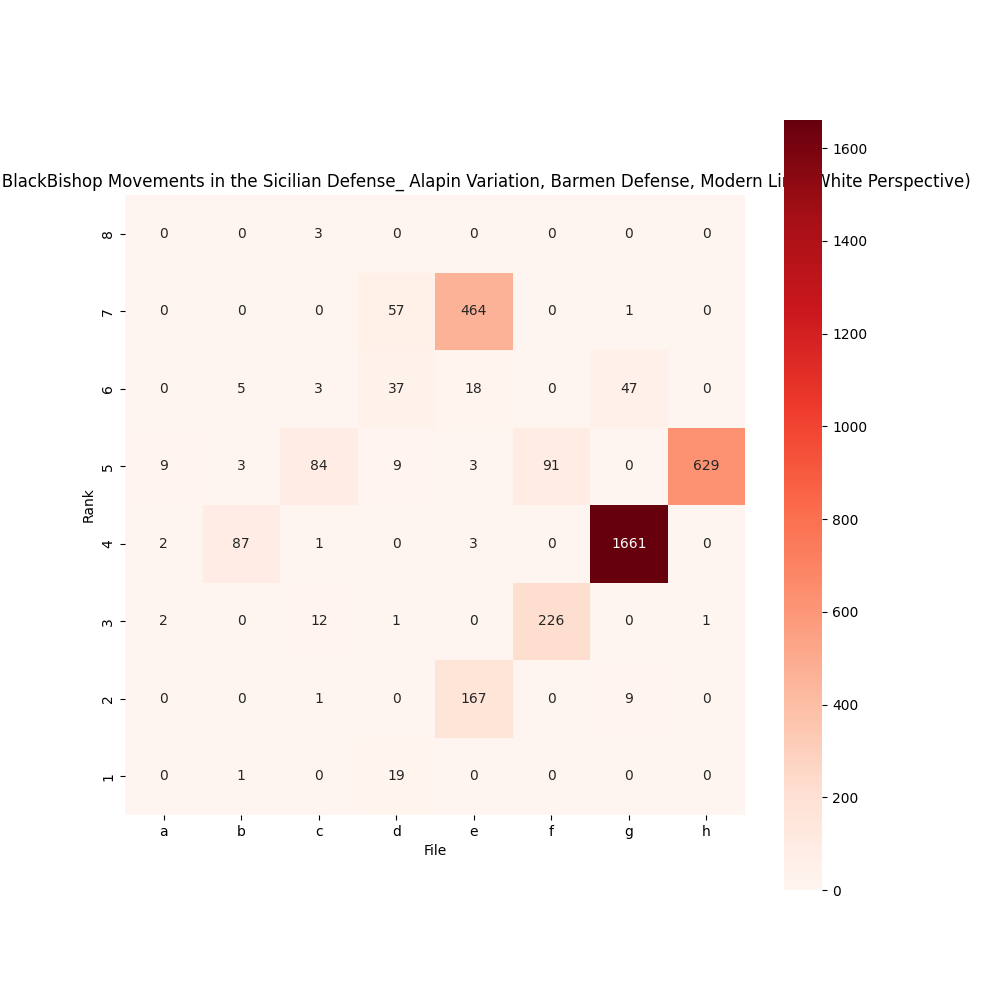 1600
BlackBishop Movements in the Sicilian Defense_ Alapin Variation, Barmen Defense, Modern White Perspective)
8 0 0 3 0 0 0 0 0
7 0 0 0 57 464 0 1 0
6 0 5 3 37 18 0 47 0
5 9 3 84 9 3 91 0 629
4 2 87 1 0 3 0 1661 0
3 2 0 12 1 0 226 0 1
2 0 0 1 0 167 0 9 0
1 0 1 0 19 0 0 0 0
a b c d e f g h
File
Rank
1400
1200
1000
800
600
400
200
0